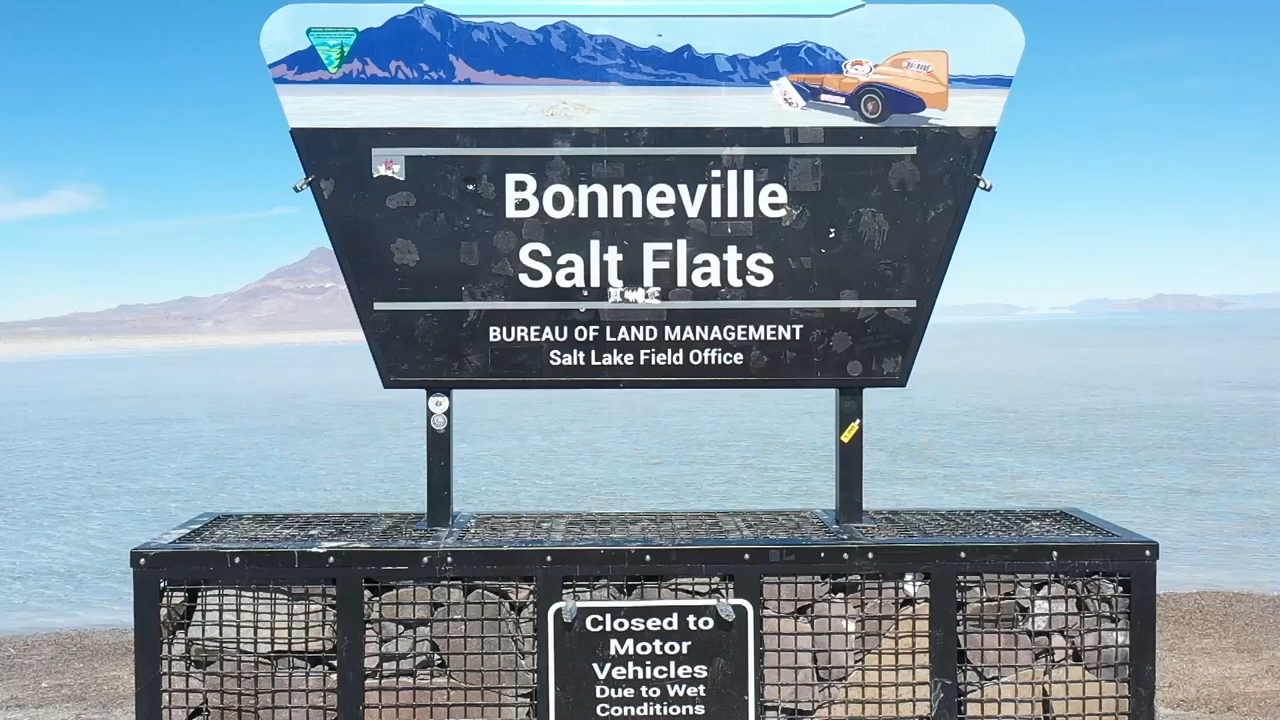 Bonneville
Salt Flats
BUREAU OF LAND MANAGEMENT
Salt Lake Field Office
Closed to
Motor
Vehicles
Due to Wet
Conditions